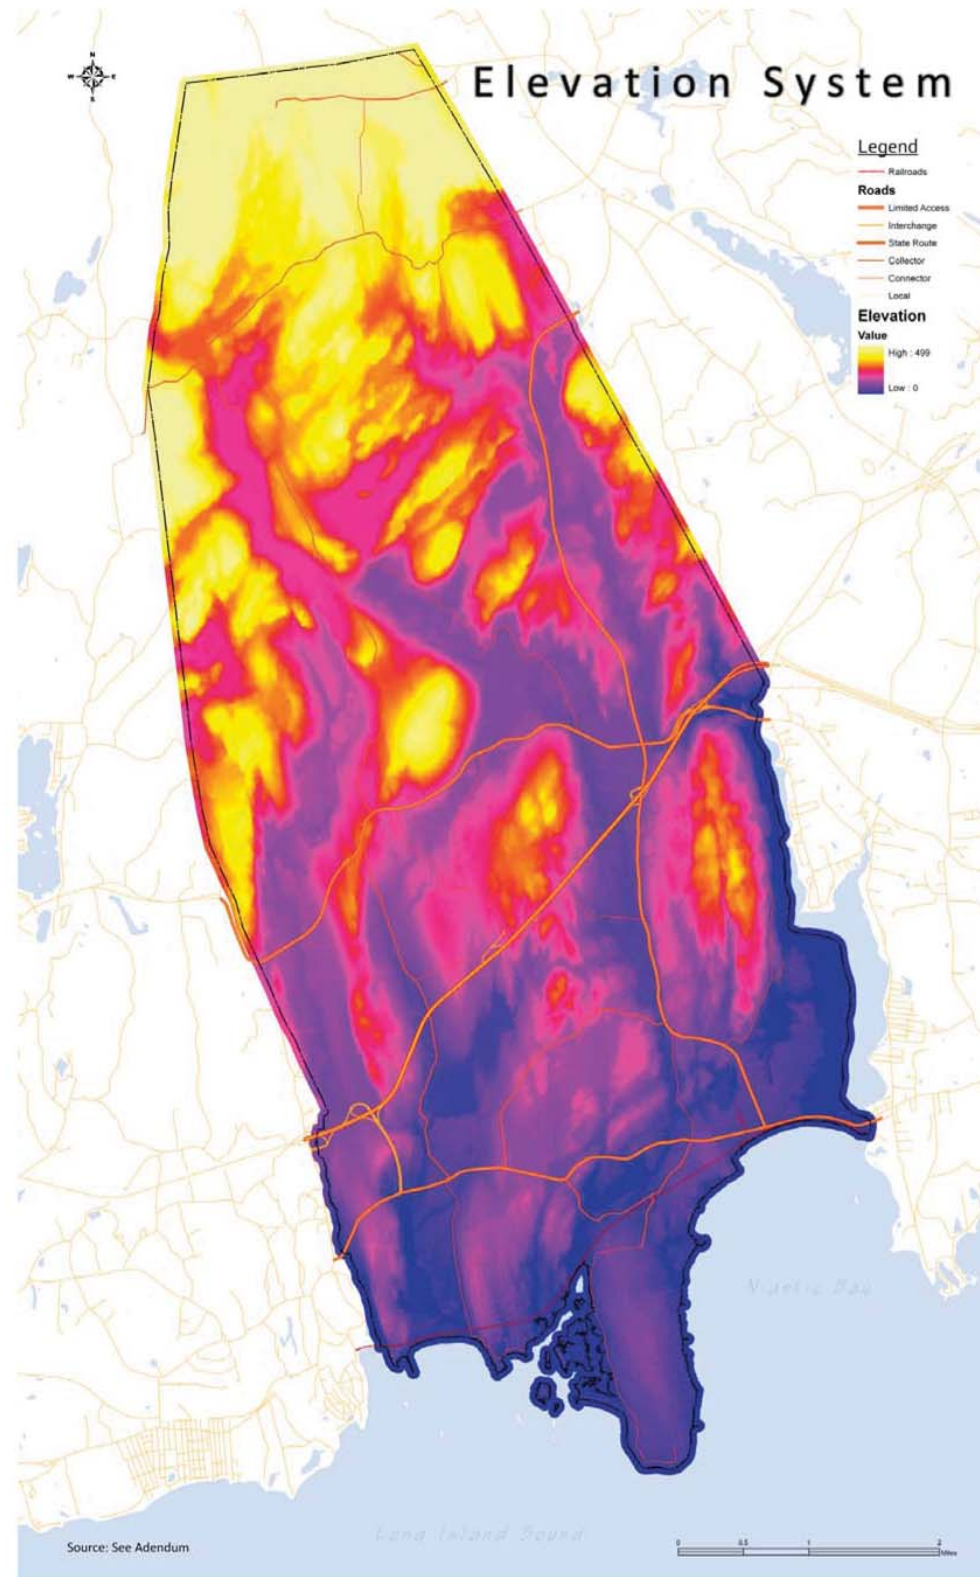 N
W E
S
Elevation System
Legend
Railroads
Roads
Limited Access
Interchange
State Route
Collector
Connector
Local
Elevation
Value
High : 499
Low : 0
Niantic Bay
Long Island Sound
Source: See Adendum
0 0.5 1 2
Miles